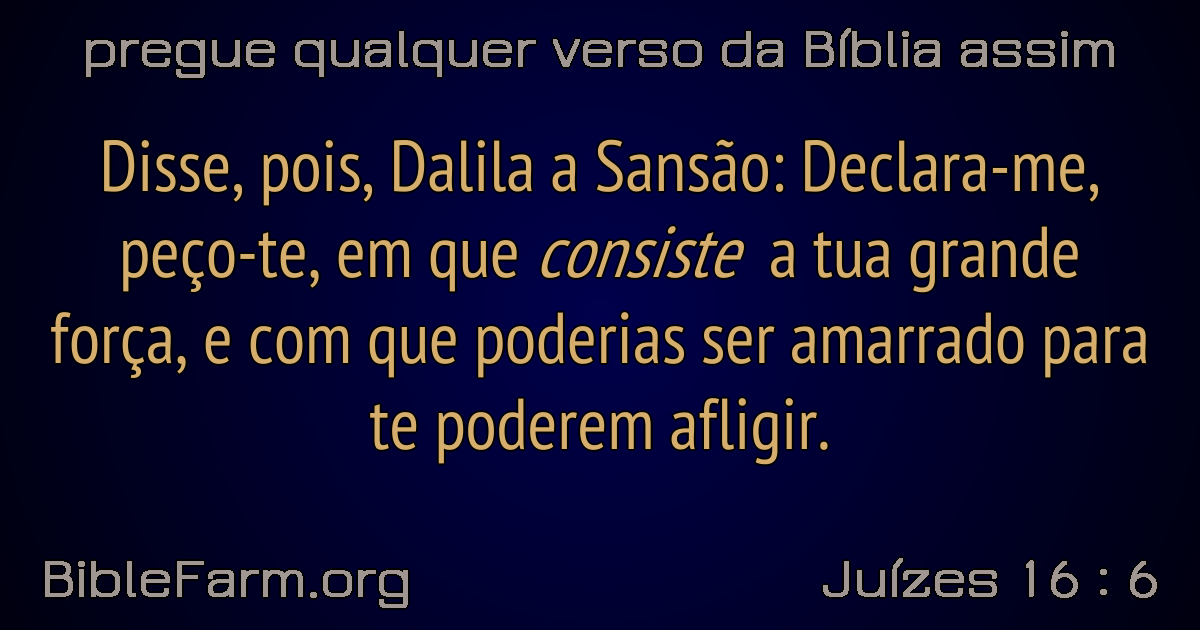 pregue qualquer verso da Bíblia assim
Disse, pois, Dalila a Sansão: Declara-me,
peço-te, em que consiste a tua grande
força, e com que poderias ser amarrado para
te poderem afligir.
BibleFarm.org
Juízes 16 : 6